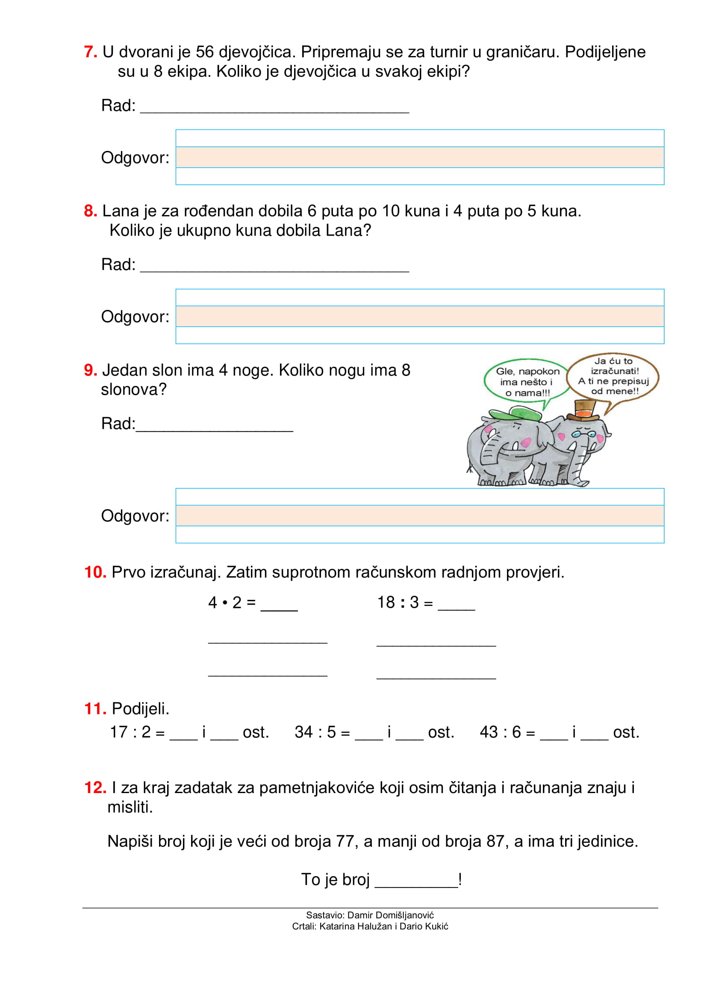 7. U dvorani je 56 djevojčica. Pripremaju se za turnir u graničaru. Podijeljene
su u 8 ekipa. Koliko je djevojčica u svakoj ekipi?
Rad: ________________________________
Odgovor:
8. Lana je za rođendan dobila 6 puta po 10 kuna i 4 puta po 5 kuna.
Koliko je ukupno kuna dobila Lana?
Rad: ________________________________
Odgovor:
9. Jedan slon ima 4 noge. Koliko nogu ima 8
slonova?
Gle, napokon
ima nešto i
o nama!!!
Ja ću to
izračunati!
A ti ne prepisuj
od mene!!
Rad:___________________
Odgovor:
10. Prvo izračunaj. Zatim suprotnom računskom radnjom provjeri.
4 • 2 = ____ 18 : 3 = ____
11. Podijeli.
17 : 2 = ___ i ___ ost. 34 : 5 = ___ i ___ ost. 43 : 6 = ___ i ___ ost.
12. I za kraj zadatak za pametnjakoviće koji osim čitanja i računanja znaju i
misliti.
Napiši broj koji je veći od broja 77, a manji od broja 87, a ima tri jedinice.
To je broj _________!
Sastavio: Damir Domišljanović
Crtali: Katarina Halužan i Dario Kukić